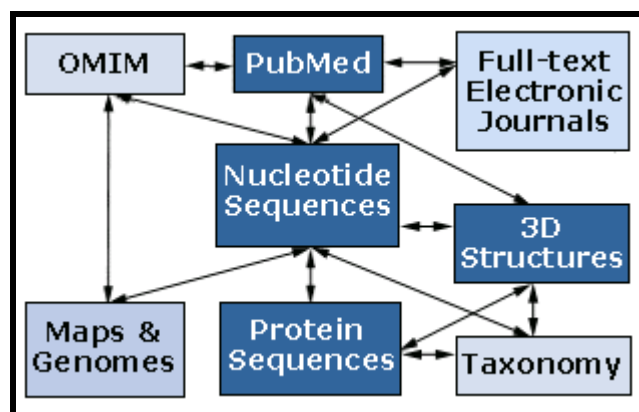 OMIM
PubMed
Full-text
Electronic
Journals
Nucleotide
Sequences
3D
Structures
Maps &
Genomes
Protein
Sequences
Taxonomy